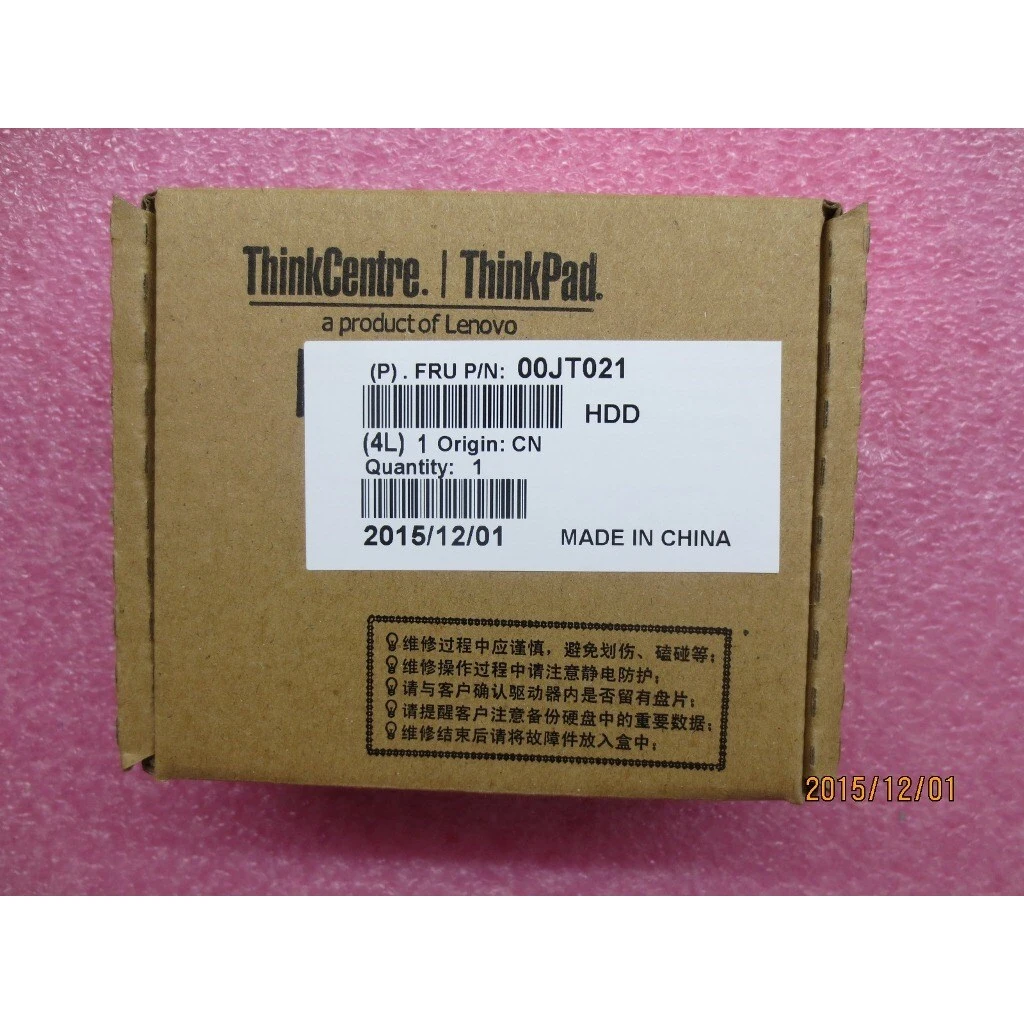 ThinkCentre. | ThinkPad.
a product of Lenovo
(P) . FRU P/N: 00JT021
HDD
(4L) 1 Origin: CN
Quantity: 1
2015/12/01 MADE IN CHINA
维修过程中应谨慎，避免划伤、磕碰等；
维修操作过程中请注意静电防护；
请与客户确认驱动器内是否留有盘片；
请提醒客户注意备份硬盘中的重要数据；
维修结束后请将故障件放入盒中；
2015/12/01